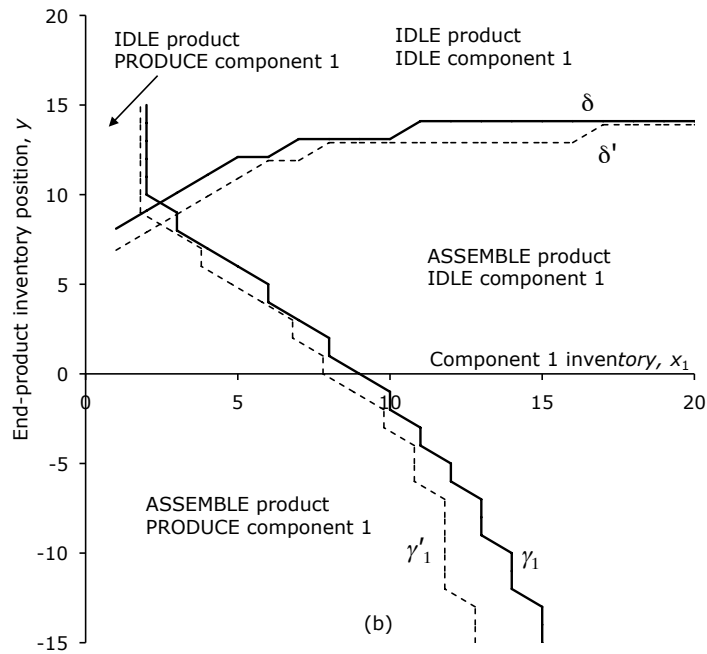 20
IDLE product
PRODUCE component 1
IDLE product
IDLE component 1
15
δ
δ'
10
ASSEMBLE product
IDLE component 1
5
Component 1 inventory, x₁
0
0
5
10
15
20
-5
ASSEMBLE product
PRODUCE component 1
-10
γ'₁
γ₁
-15
(b)
End-product inventory position, y